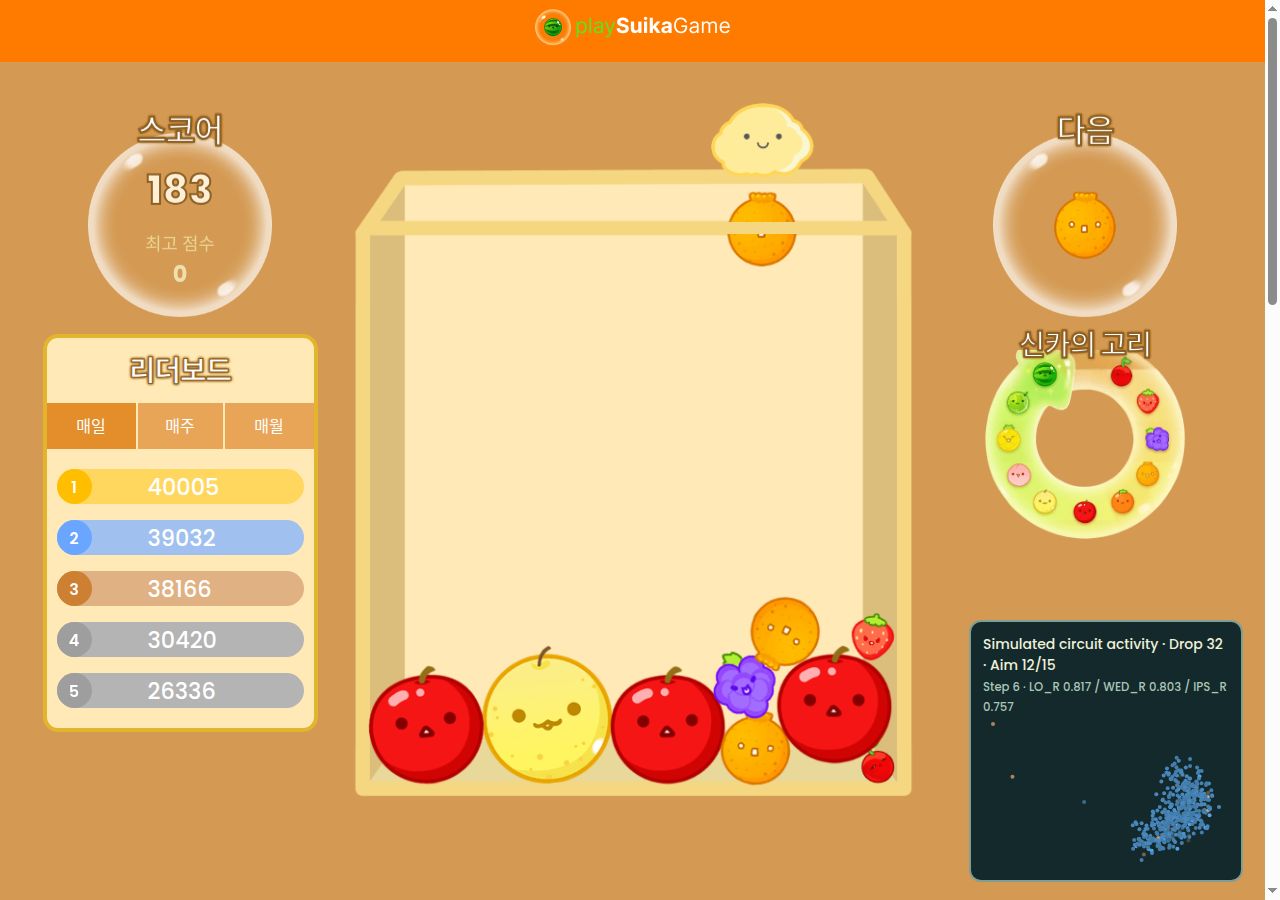 playSuikaGame
스코어
183
최고 점수
0
다음
신카의 고리
리더보드
매일 매주 매월
1 40005
2 39032
3 38166
4 30420
5 26336
Simulated circuit activity · Drop 32
· Aim 12/15
Step 6 · LO_R 0.817 / WED_R 0.803 / IPS_R
0.757